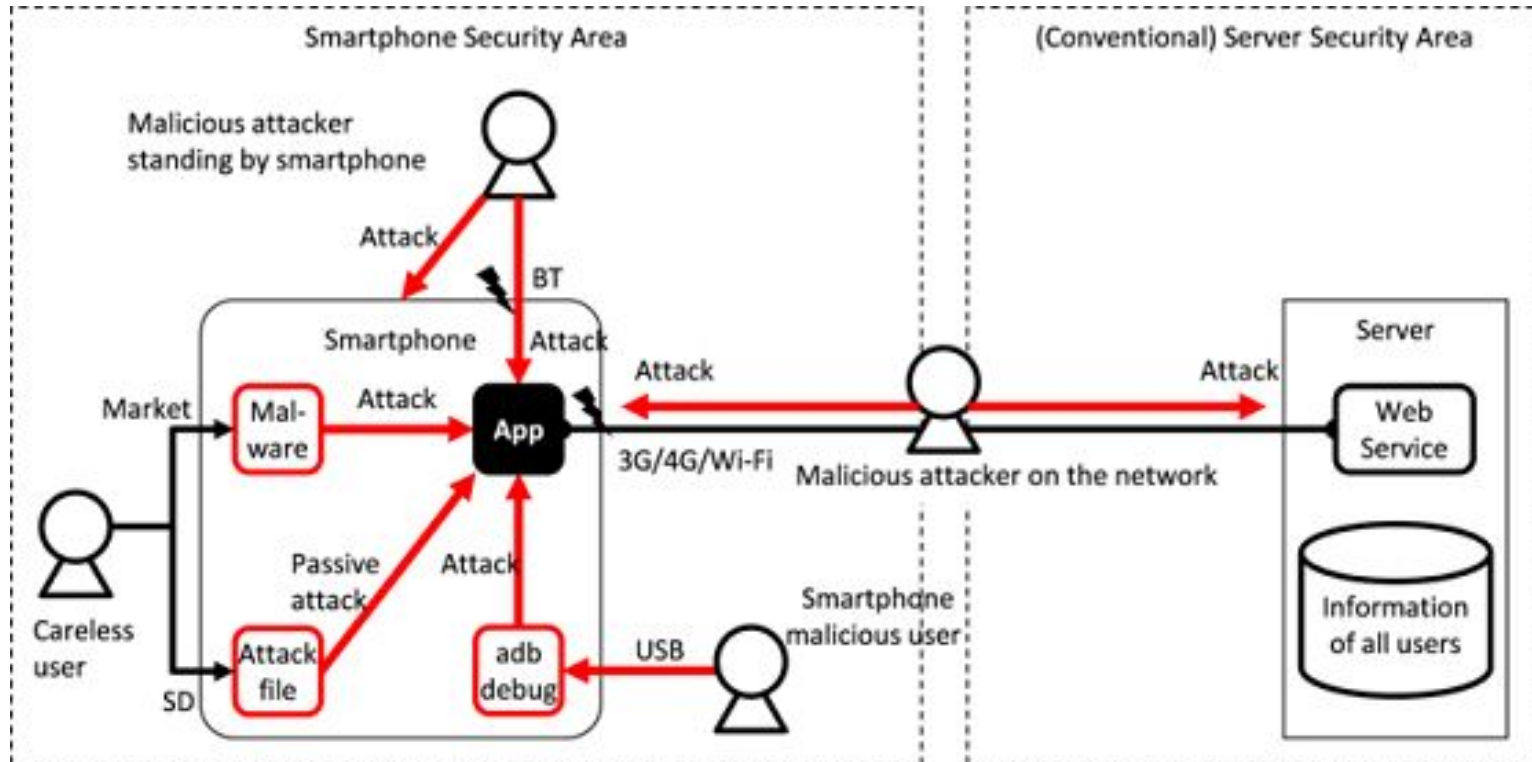 Smartphone Security Area
(Conventional) Server Security Area
Malicious attacker
standing by smartphone
Attack
BT
Smartphone
Attack
Server
Attack
Attack
Market
Mal-
ware
Attack
App
Web
Service
3G/4G/Wi-Fi
Malicious attacker on the network
Passive
attack
Attack
Careless
user
Smartphone
malicious user
Information
of all users
Attack
file
adb
debug
USB
SD